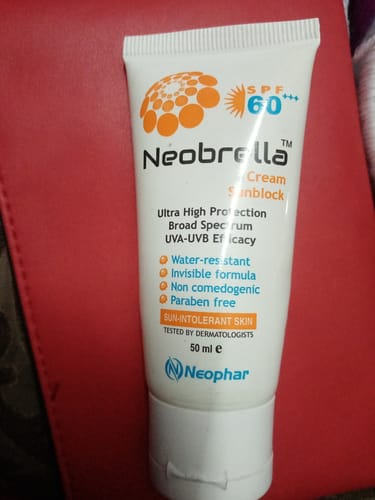 SPF
60+++
Neobrella™
Cream
Sunblock
Ultra High Protection
Broad Spectrum
UVA-UVB Efficacy
Water-resistant
Invisible formula
Non comedogenic
Paraben free
SUN-INTOLERANT SKIN
TESTED BY DERMATOLOGISTS
50 ml e
Neophar